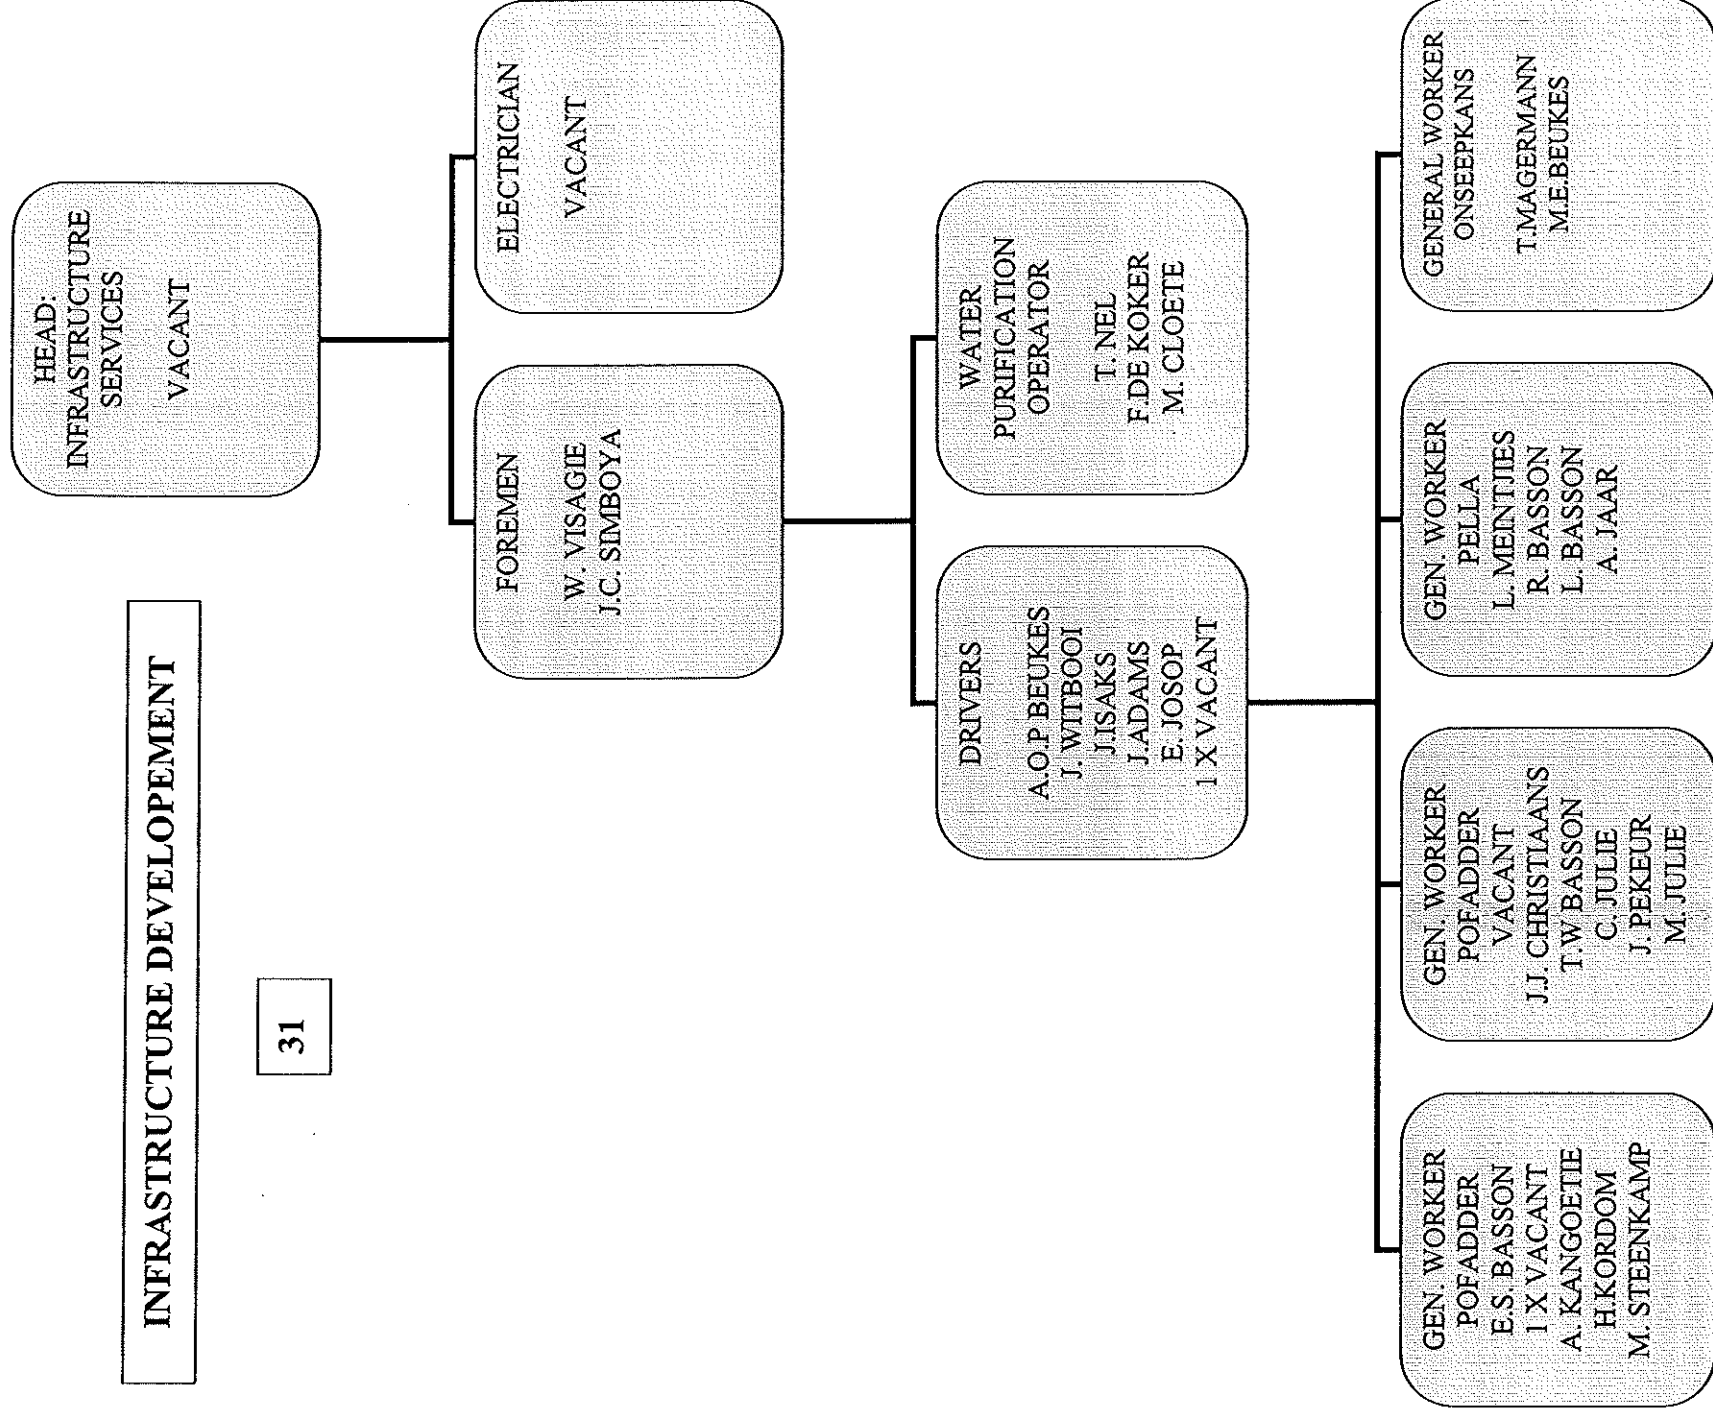 INFRASTRUCTURE DEVELOPEMENT
31
HEAD:
INFRASTRUCTURE
SERVICES
VACANT
FOREMEN
W. VISAGIE
J.C. SIMBOYA
ELECTRICIAN
VACANT
DRIVERS
A.O.P BEUKES
J. WITBOOI
J.ISAKS
J.ADAMS
E. JOSOP
1 X VACANT
WATER
PURIFICATION
OPERATOR
T. NEL
F.DE KOKER
M. CLOETE
GEN. WORKER
POFADDER
E.S. BASSON
1 X VACANT
A. KANGOETIE
H.KORDOM
M. STEENKAMP
GEN. WORKER
POFADDER
VACANT
J.J. CHRISTIAANS
T.W.BASSON
C. JULIE
J. PEKEUR
M. JULIE
GEN. WORKER
PELLA
L. MEINTJIES
R. BASSON
L. BASSON
A. JAAR
GENERAL WORKER
ONSEEPKANS
T.MAGERMANN
M.E.BEUKES